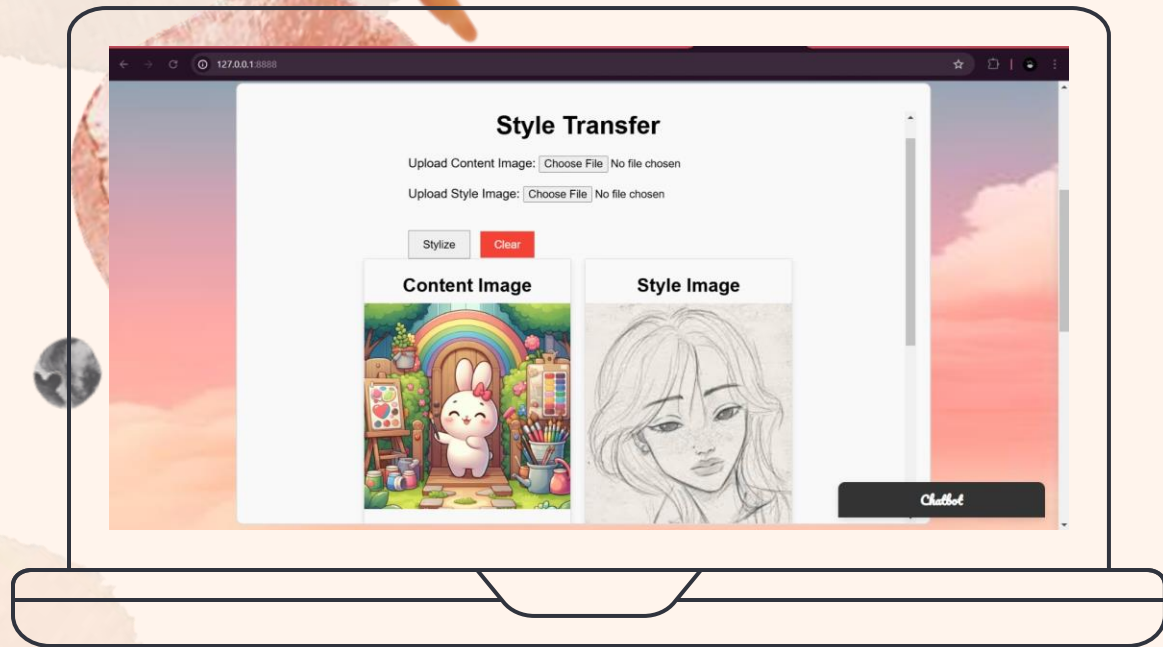 127.0.0.1:8888
Style Transfer
Upload Content Image: Choose File No file chosen
Upload Style Image: Choose File No file chosen
Stylize Clear
Content Image Style Image
Chatbot